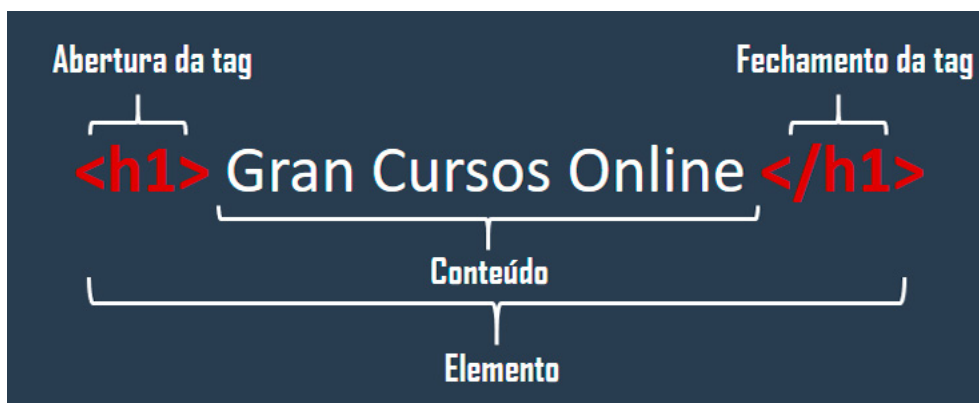 Abertura da tag Fechamento da tag
<h1> Gran Cursos Online </h1>
Conteúdo
Elemento